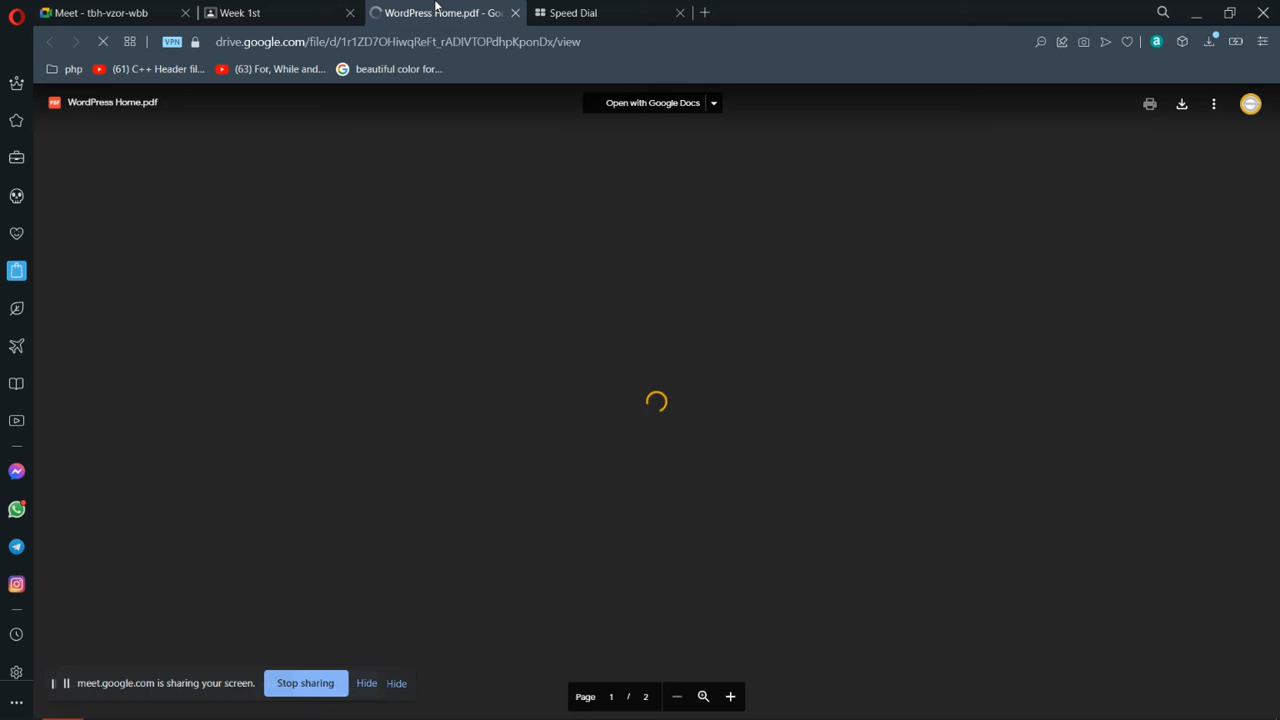 Meet - tbh-vzor-wbb
Week 1st
WordPress Home.pdf - Goo
Speed Dial
VPN
drive.google.com/file/d/1r1ZD7OHiwqReFt_rADIVTOPdhpKponDx/view
a
php
(61) C++ Header fil...
(63) For, While and...
beautiful color for...
PDF
WordPress Home.pdf
Open with Google Docs
meet.google.com is sharing your screen.
Stop sharing
Hide
Hide
Page 1 / 2